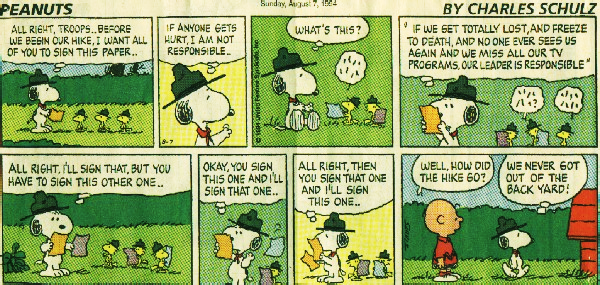 PEANUTS
Sunday, August 7, 1994
BY CHARLES SCHULZ
ALL RIGHT, TROOPS.. BEFORE
WE BEGIN OUR HIKE, I WANT ALL
OF YOU TO SIGN THIS PAPER..
IF ANYONE GETS
HURT, I AM NOT
RESPONSIBLE..
8-7
WHAT'S THIS?
"IF WE GET TOTALLY LOST, AND FREEZE
TO DEATH, AND NO ONE EVER SEES US
AGAIN AND WE MISS ALL OUR TV
PROGRAMS, OUR LEADER IS RESPONSIBLE"
ALL RIGHT, I'LL SIGN THAT, BUT YOU
HAVE TO SIGN THIS OTHER ONE..
OKAY, YOU SIGN
THIS ONE AND I'LL
SIGN THAT ONE..
ALL RIGHT, THEN
YOU SIGN THAT ONE
AND I'LL SIGN
THIS ONE..
WELL, HOW DID
THE HIKE GO?
WE NEVER GOT
OUT OF THE
BACK YARD!